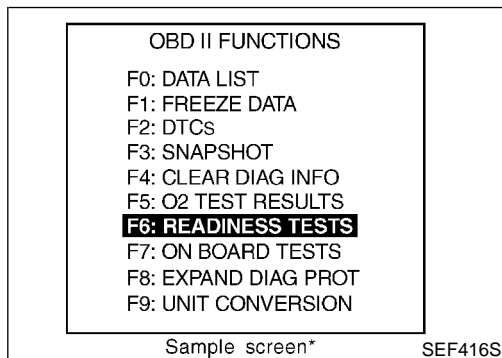 OBD II FUNCTIONS
F0: DATA LIST
F1: FREEZE DATA
F2: DTCs
F3: SNAPSHOT
F4: CLEAR DIAG INFO
F5: O2 TEST RESULTS
F6: READINESS TESTS
F7: ON BOARD TESTS
F8: EXPAND DIAG PROT
F9: UNIT CONVERSION
Sample screen*
SEF416S